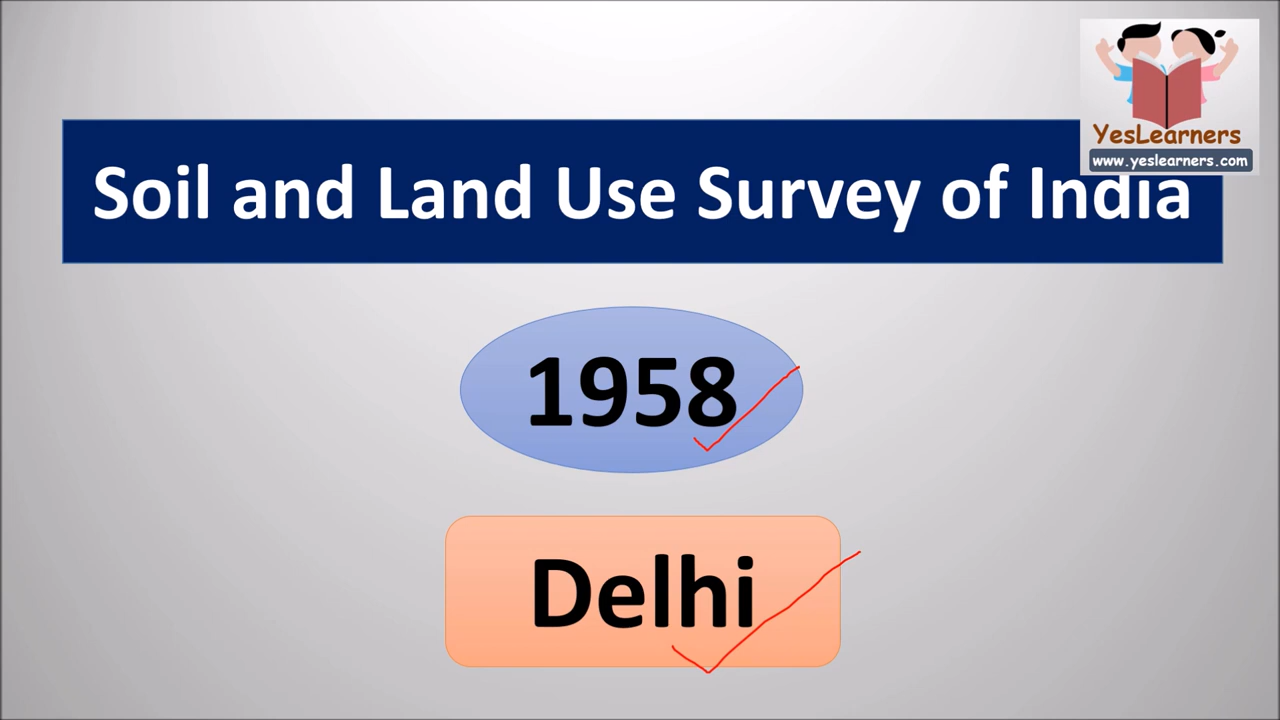 YesLearners
www.yeslearners.com
Soil and Land Use Survey of India
1958
Delhi